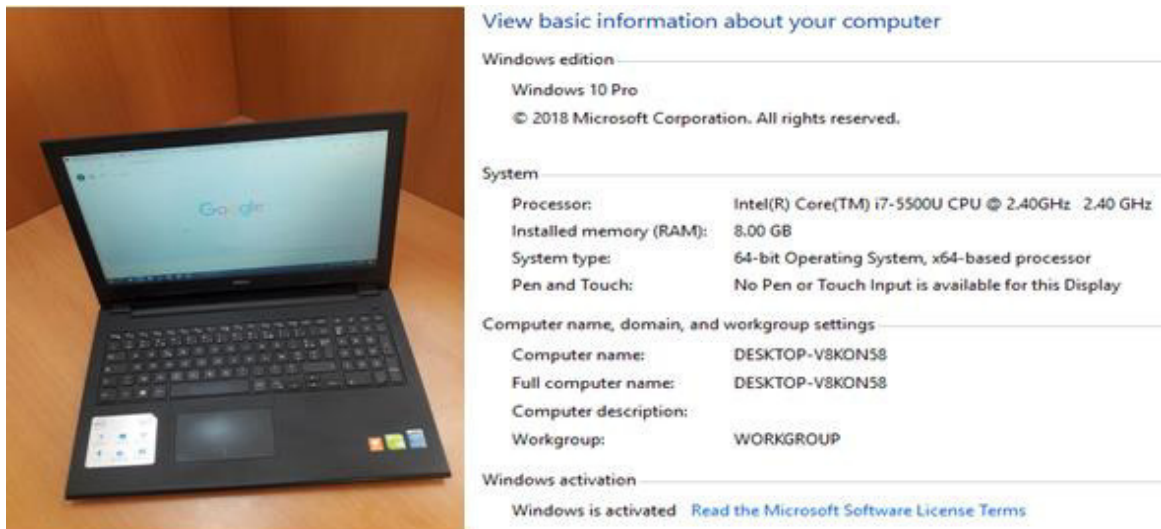 Google
View basic information about your computer
Windows edition
Windows 10 Pro
© 2018 Microsoft Corporation. All rights reserved.
System
Processor: Intel(R) Core(TM) i7-5500U CPU @ 2.40GHz 2.40 GHz
Installed memory (RAM): 8.00 GB
System type: 64-bit Operating System, x64-based processor
Pen and Touch: No Pen or Touch Input is available for this Display
Computer name, domain, and workgroup settings
Computer name: DESKTOP-V8KON58
Full computer name: DESKTOP-V8KON58
Computer description:
Workgroup: WORKGROUP
Windows activation
Windows is activated Read the Microsoft Software License Terms